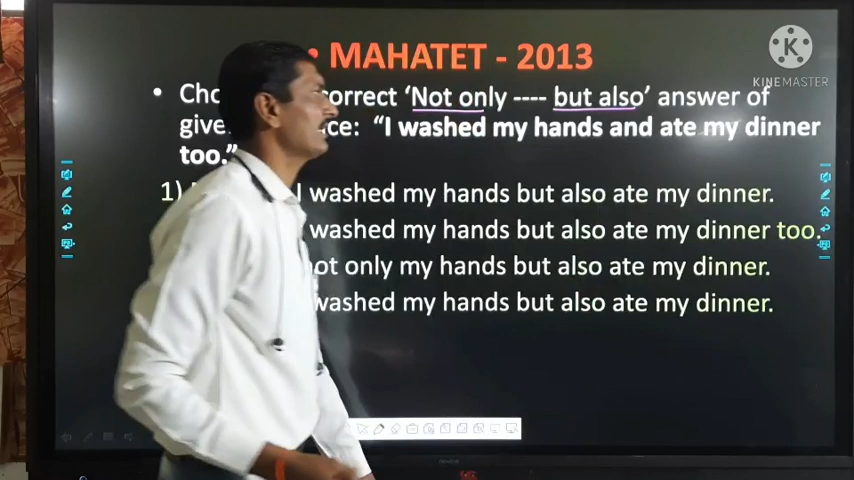 • MAHATET - 2013
K
KINEMASTER
• Cho orrect ‘Not only ---- but also’ answer of
give ce: “I washed my hands and ate my dinner
too.”
1) I washed my hands but also ate my dinner.
washed my hands but also ate my dinner too.
not only my hands but also ate my dinner.
washed my hands but also ate my dinner.